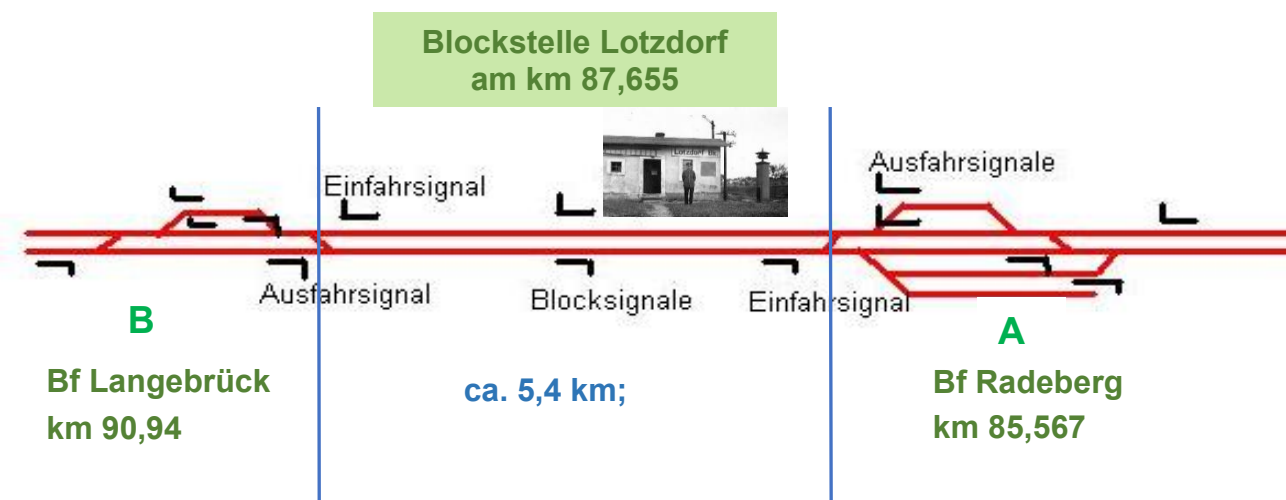 Blockstelle Lotzdorf
am km 87,655
Lotzdorf
Ausfahrsignale
Einfahrsignal
Ausfahrsignal
Blocksignale
Einfahrsignal
B
A
Bf Langebrück
km 90,94
ca. 5,4 km;
Bf Radeberg
km 85,567